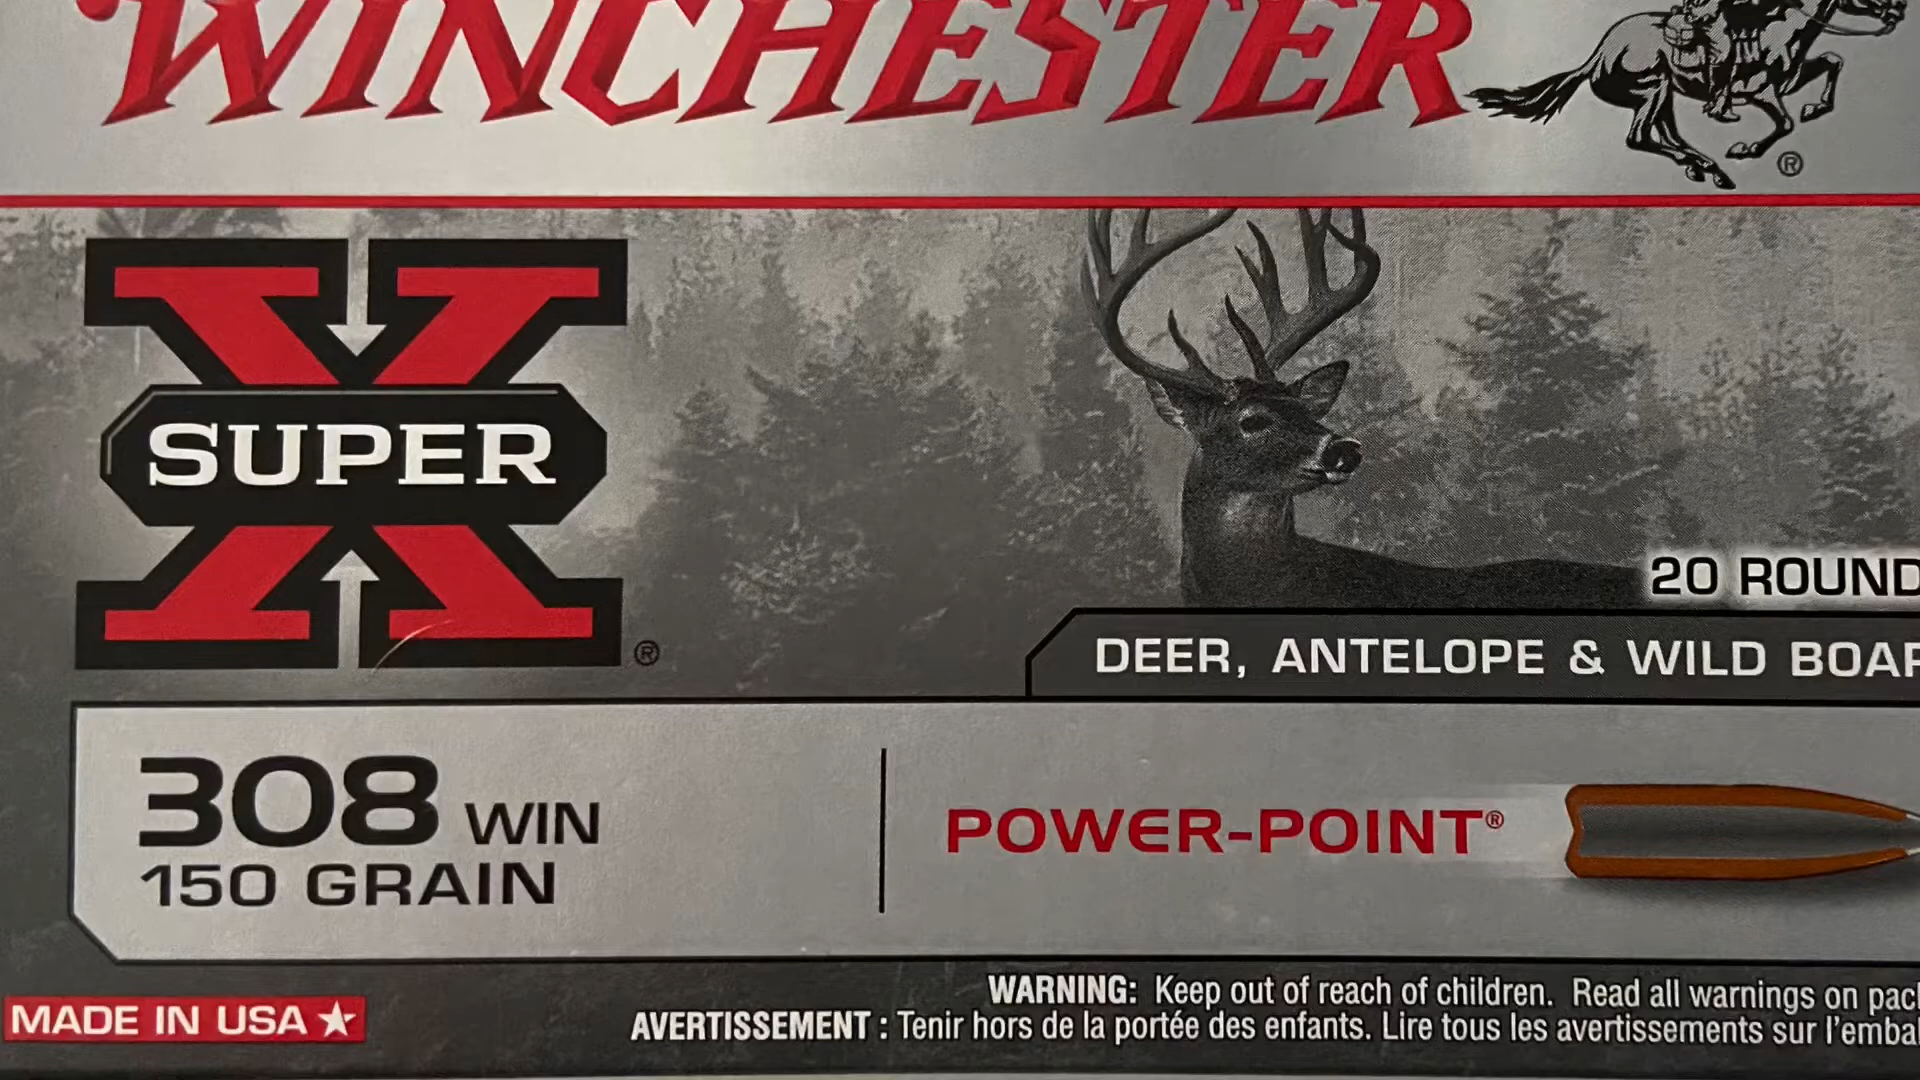 WINCHESTER
®
SUPER X ®
20 ROUND
DEER, ANTELOPE & WILD BOAR
308 WIN
150 GRAIN
POWER-POINT®
MADE IN USA
WARNING: Keep out of reach of children. Read all warnings on pac
AVERTISSEMENT : Tenir hors de la portée des enfants. Lire tous les avertissements sur l'embal